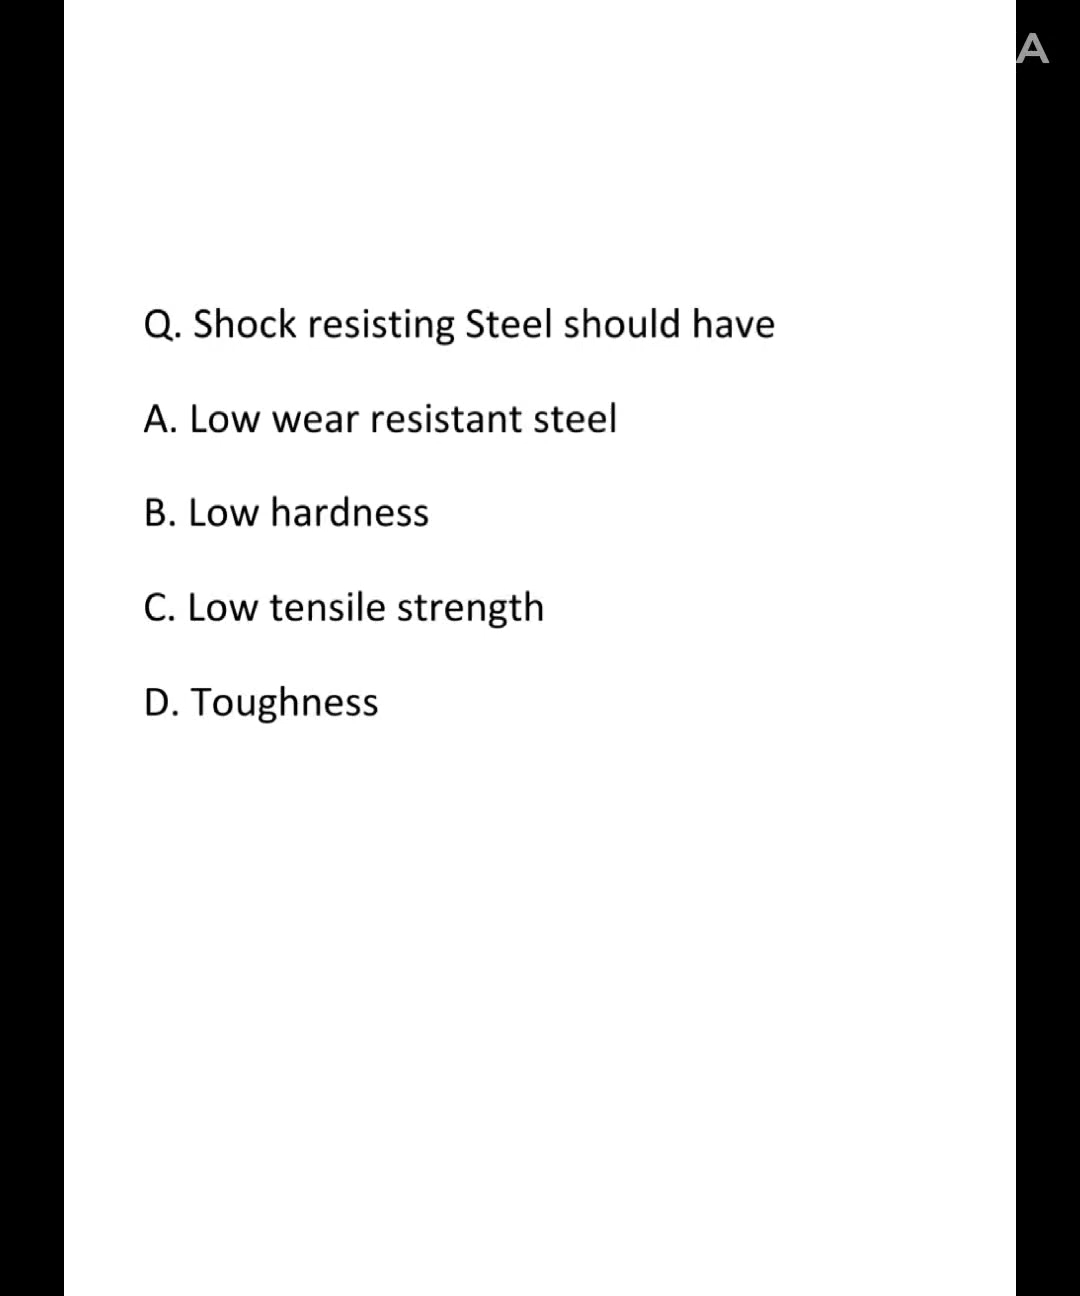 A
Q. Shock resisting Steel should have
A. Low wear resistant steel
B. Low hardness
C. Low tensile strength
D. Toughness